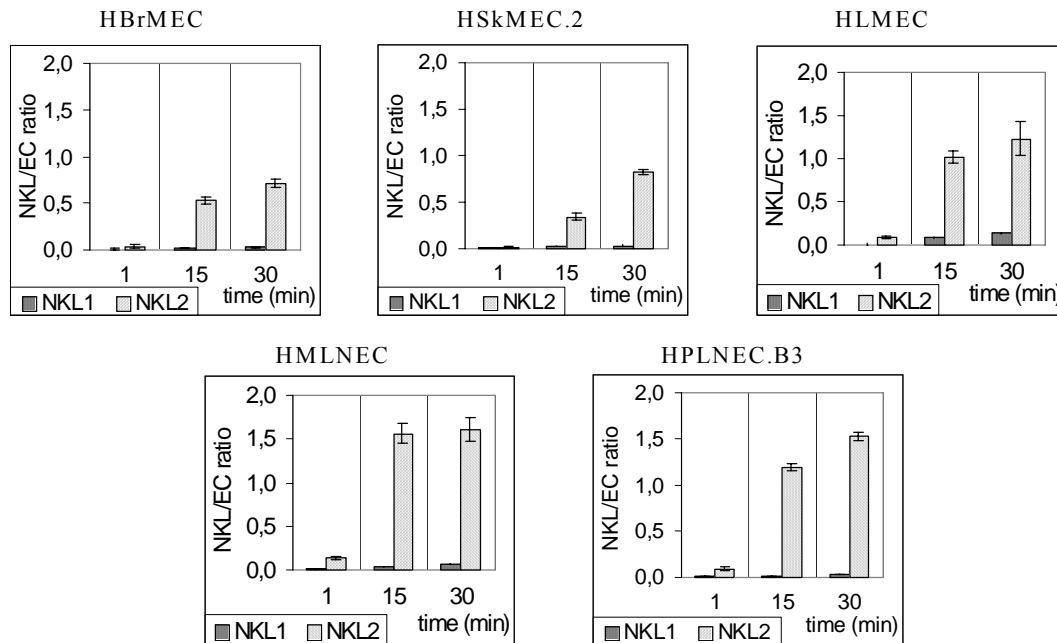 HBrMEC
NKL/EC ratio
2,0
1,5
1,0
0,5
0,0
1 15 30
time (min)
NKL1 NKL2
HSkMEC.2
NKL/EC ratio
2,0
1,5
1,0
0,5
0,0
1 15 30
time (min)
NKL1 NKL2
HLMEC
NKL/EC ratio
2,0
1,5
1,0
0,5
0,0
1 15 30
time (min)
NKL1 NKL2
HMLNEC
NKL/EC ratio
2,0
1,5
1,0
0,5
0,0
1 15 30
time (min)
NKL1 NKL2
HPLNEC.B3
NKL/EC ratio
2,0
1,5
1,0
0,5
0,0
1 15 30
time (min)
NKL1 NKL2